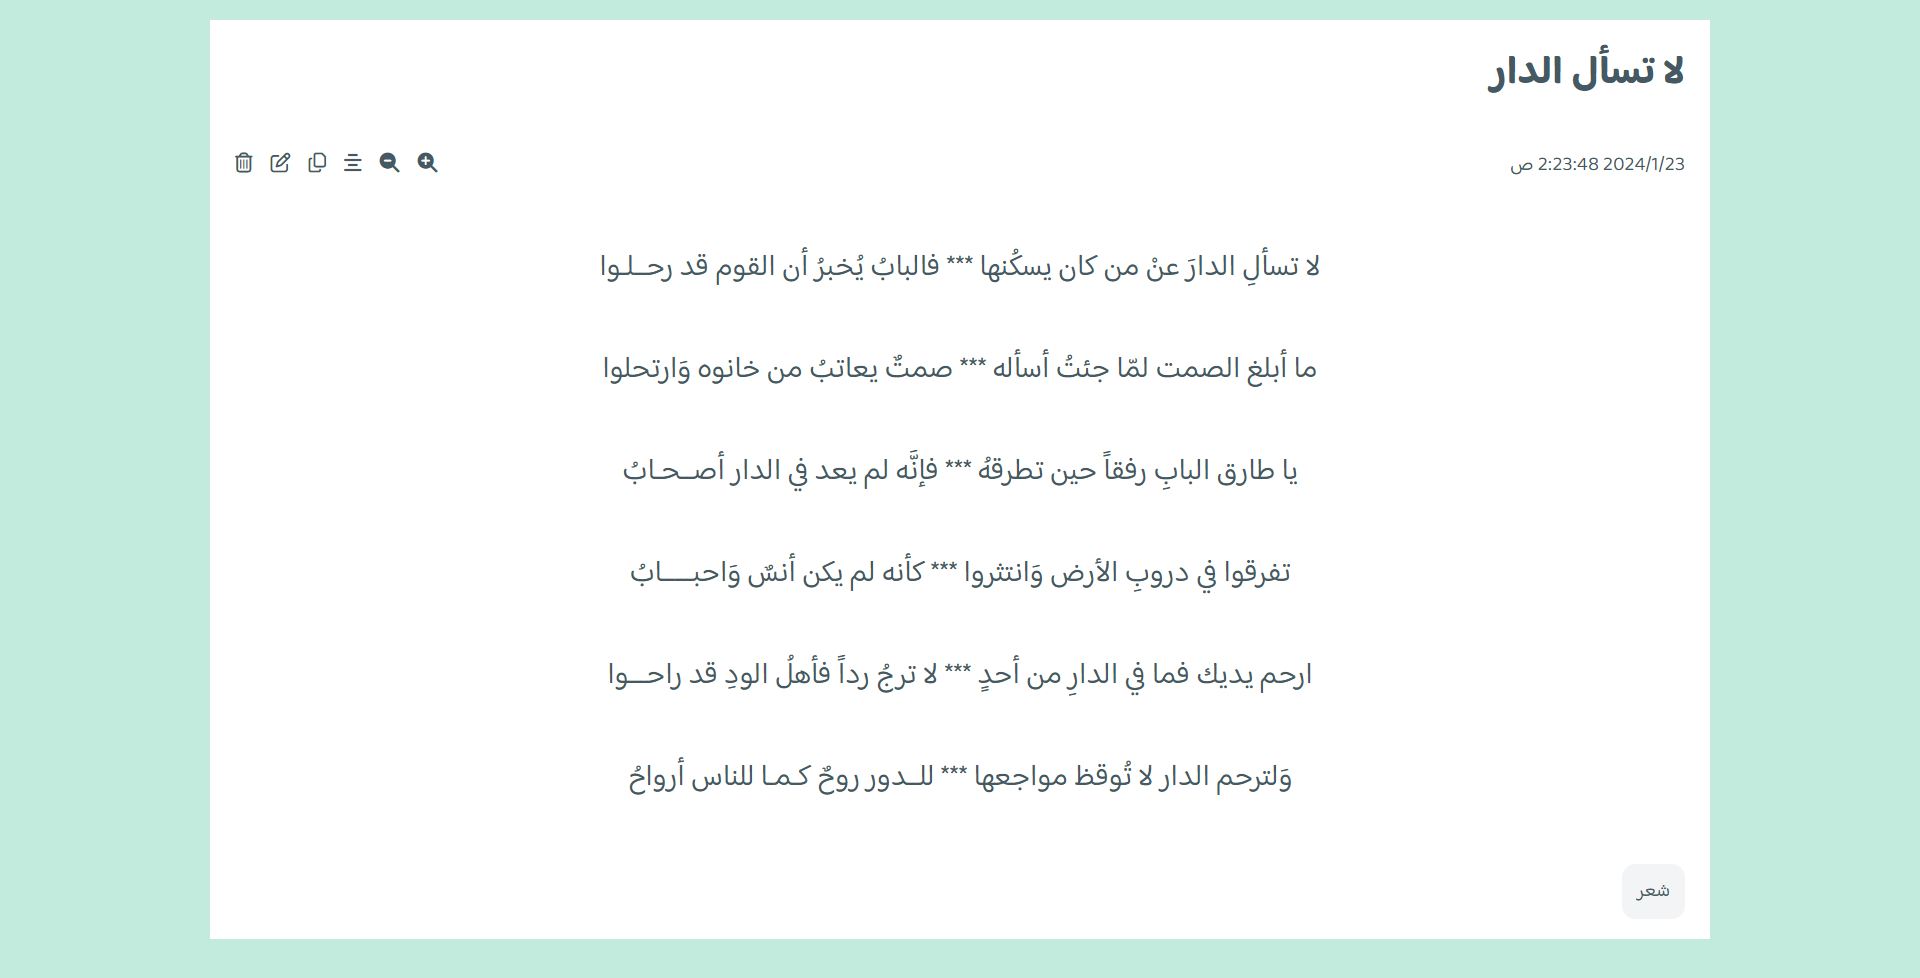 لا تسأل الدار
2024/1/23 2:23:48 ص
لا تسألِ الدارَ عنْ من كان يسكُنها *** فالبابُ يُخبرُ أن القوم قد رحــلـوا
ما أبلغ الصمت لمّا جئتُ أسأله *** صمتٌ يعاتبُ من خانوه وَارتحلوا
يا طارق البابِ رفقاً حين تطرقهُ *** فإنَّه لم يعد في الدار أصــحـابُ
تفرقوا في دروبِ الأرض وَانتثروا *** كأنه لم يكن أنسٌ وَاحبــــابُ
ارحم يديك فما في الدارِ من أحدٍ *** لا ترجُ رداً فأهلُ الودِ قد راحـــوا
وَلترحم الدار لا تُوقظ مواجعها *** للــدور روحٌ كـمـا للناس أرواحُ
شعر